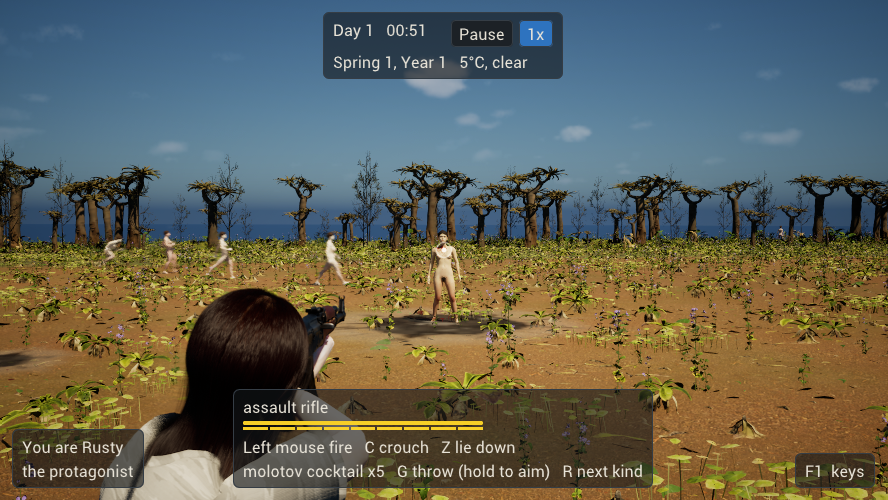 Day 1 00:51 Pause 1x
Spring 1, Year 1 5°C, clear
assault rifle
Left mouse fire C crouch Z lie down
molotov cocktail x5 G throw (hold to aim) R next kind
You are Rusty
the protagonist
F1 keys